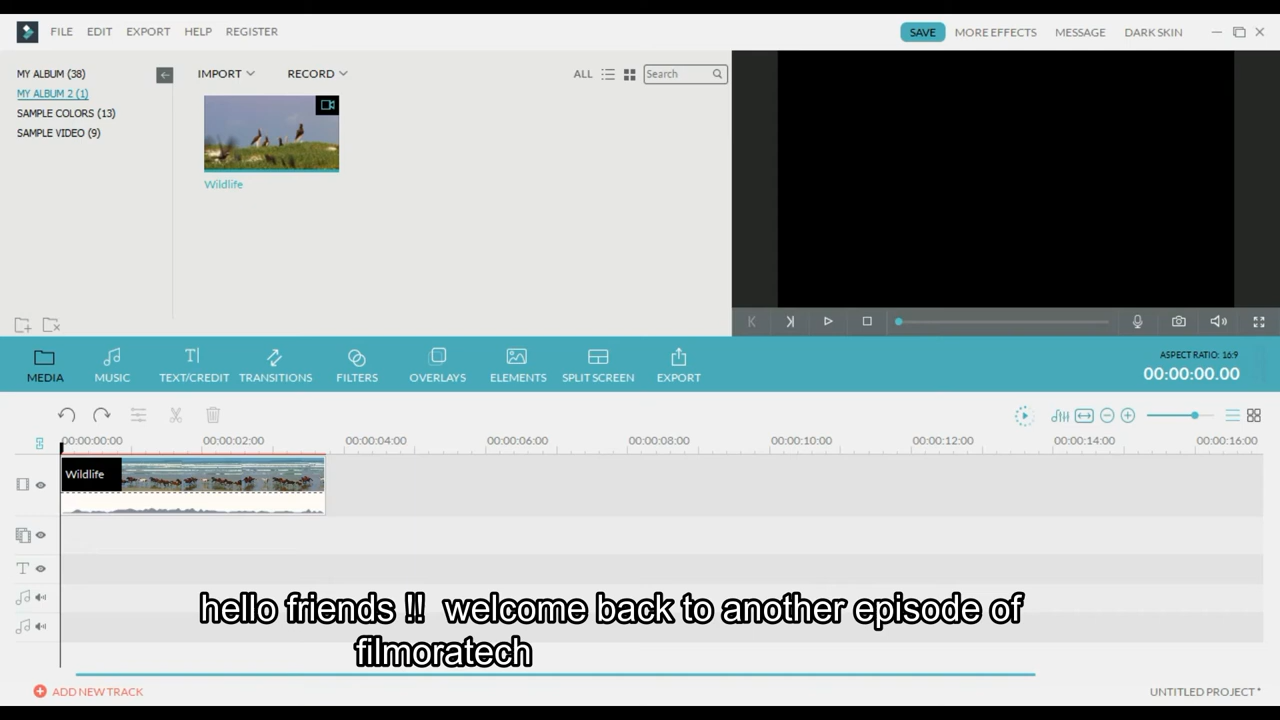 FILE EDIT EXPORT HELP REGISTER SAVE MORE EFFECTS MESSAGE DARK SKIN
MY ALBUM (38)
MY ALBUM 2 (1)
SAMPLE COLORS (13)
SAMPLE VIDEO (9)
IMPORT RECORD ALL Search
Wildlife
MEDIA MUSIC TEXT/CREDIT TRANSITIONS FILTERS OVERLAYS ELEMENTS SPLIT SCREEN EXPORT
ASPECT RATIO: 16:9
00:00:00.00
00:00:00:00 00:00:02:00 00:00:04:00 00:00:06:00 00:00:08:00 00:00:10:00 00:00:12:00 00:00:14:00 00:00:16:00
Wildlife
hello friends !! welcome back to another episode of
filmoratech
ADD NEW TRACK
UNTITLED PROJECT *